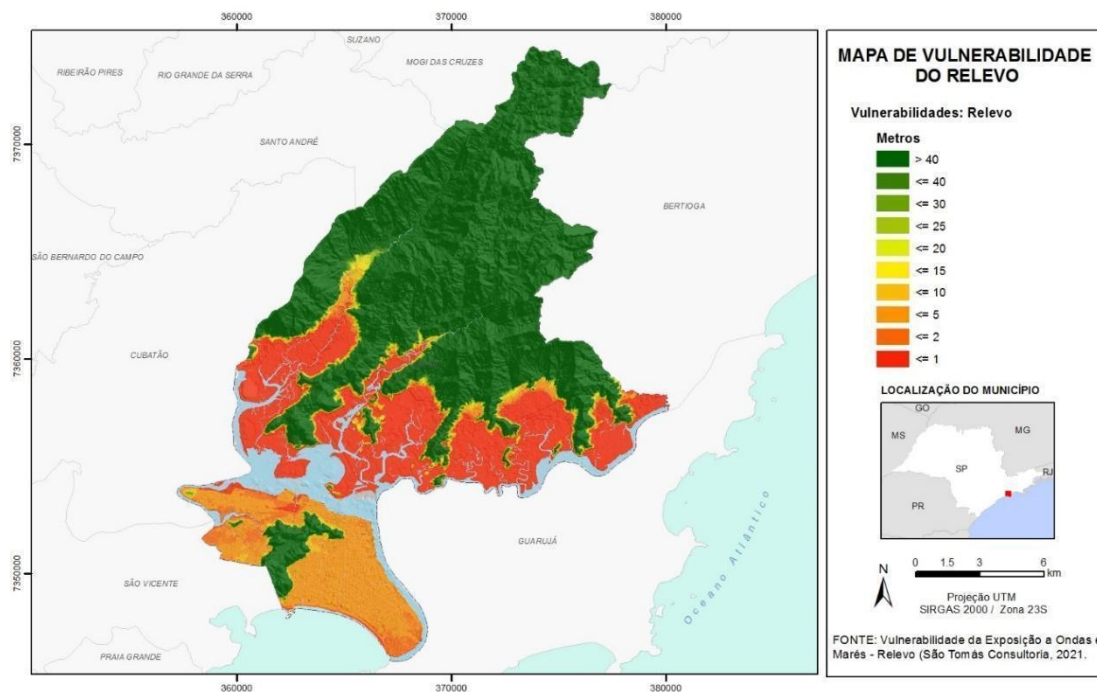 360000
370000
380000
SUZANO
RIBEIRÃO PIRES
RIO GRANDE DA SERRA
MOGI DAS CRUZES
7370000
SANTO ANDRÉ
BERTIOGA
SÃO BERNARDO DO CAMPO
7360000
CUBATÃO
GUARUJÁ
Oceano Atlântico
7350000
SÃO VICENTE
PRAIA GRANDE
360000
370000
380000
MAPA DE VULNERABILIDADE
DO RELEVO
Vulnerabilidades: Relevo
Metros
> 40
<= 40
<= 30
<= 25
<= 20
<= 15
<= 10
<= 5
<= 2
<= 1
LOCALIZAÇÃO DO MUNICÍPIO
GO
MS
MG
SP
RJ
PR
N
0 1.5 3 6
km
Projeção UTM
SIRGAS 2000 / Zona 23S
FONTE: Vulnerabilidade da Exposição a Ondas e
Marés - Relevo (São Tomás Consultoria, 2021.